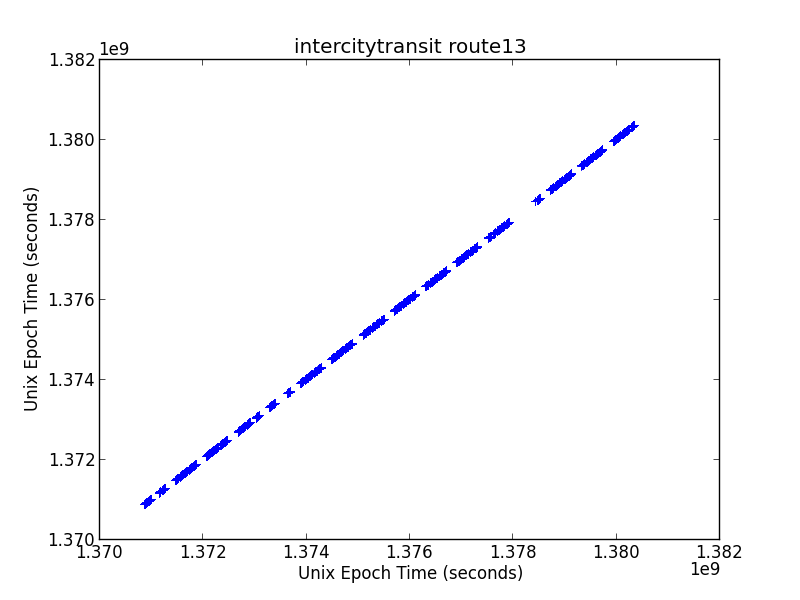 intercitytransit route13
1e9
1.382
1.380
1.378
1.376
1.374
1.372
1.370
Unix Epoch Time (seconds)
1.370 1.372 1.374 1.376 1.378 1.380 1.382
1e9
Unix Epoch Time (seconds)